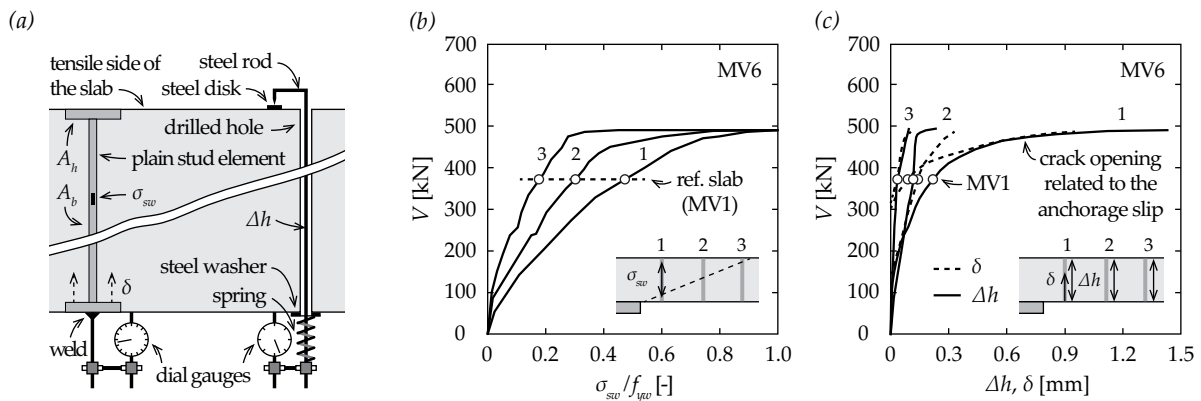 (a)
tensile side of
the slab
steel rod
steel disk
drilled hole
A_h
plain stud element
A_b
σ_sw
Δh
steel washer
spring
δ
weld
dial gauges
(b)
MV6
V [kN]
700
600
500
400
300
200
100
0
3 2 1
ref. slab
(MV1)
1 2 3
σ_sw
0 0.2 0.4 0.6 0.8 1.0
σ_sw/f_yw [-]
(c)
MV6
V [kN]
700
600
500
400
300
200
100
0
3 2 1
crack opening
related to the
anchorage slip
MV1
δ
Δh
1 2 3
δ Δh
0 0.3 0.6 0.9 1.2 1.5
Δh, δ [mm]